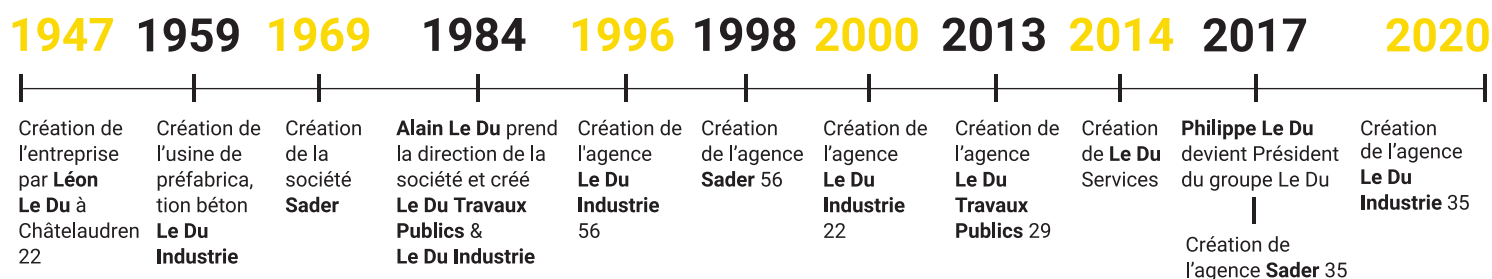 1947
Création de
l’entreprise
par Léon
Le Du à
Châtelaudren
22
1959
Création de
l’usine de
préfabrica,
tion béton
Le Du
Industrie
1969
Création
de la
société
Sader
1984
Alain Le Du prend
la direction de la
société et créé
Le Du Travaux
Publics &
Le Du Industrie
1996
Création de
l'agence
Le Du
Industrie
56
1998
Création
de l’agence
Sader 56
2000
Création de
l’agence
Le Du
Industrie
22
2013
Création de
l’agence
Le Du
Travaux
Publics 29
2014
Création
de Le Du
Services
2017
Philippe Le Du
devient Président
du groupe Le Du
Création de
l’agence Sader 35
2020
Création
de l’agence
Le Du
Industrie 35